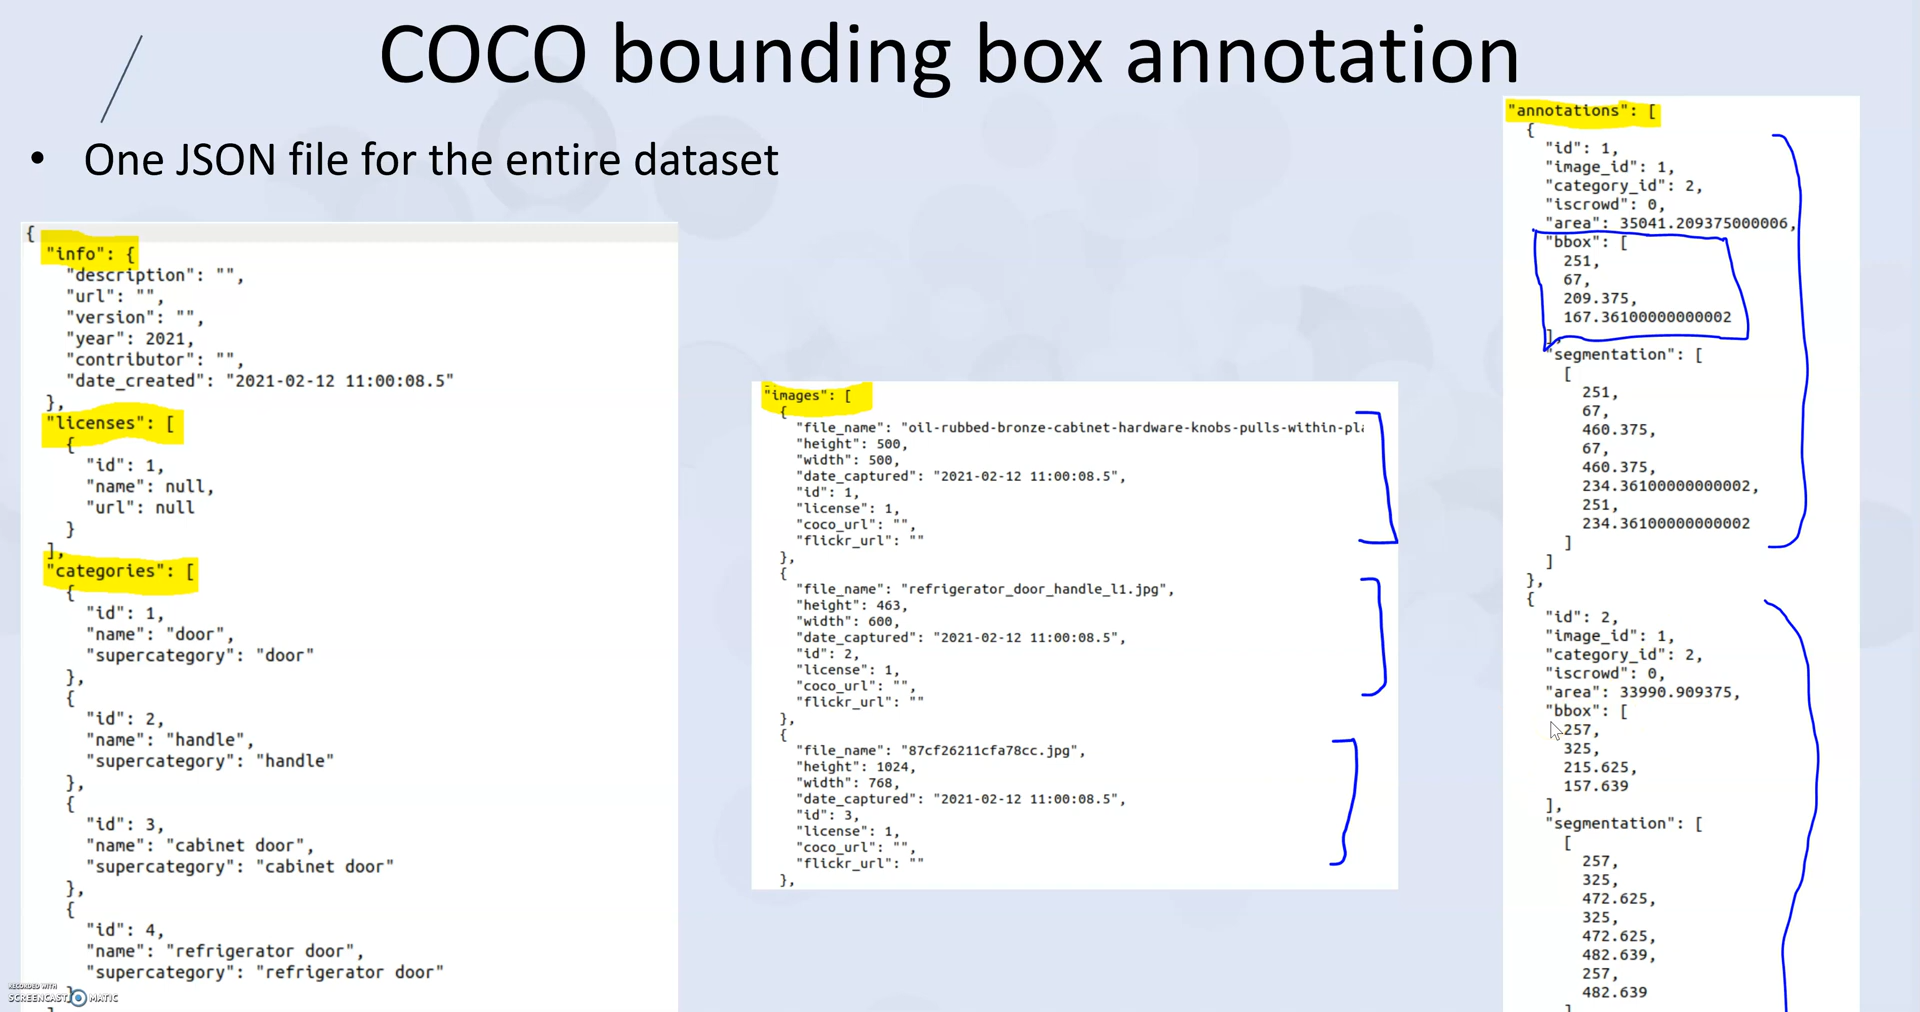 COCO bounding box annotation
• One JSON file for the entire dataset
{
"info": {
"description": "",
"url": "",
"version": "",
"year": 2021,
"contributor": "",
"date_created": "2021-02-12 11:00:08.5"
},
"licenses": [
{
"id": 1,
"name": null,
"url": null
}
],
"categories": [
{
"id": 1,
"name": "door",
"supercategory": "door"
},
{
"id": 2,
"name": "handle",
"supercategory": "handle"
},
{
"id": 3,
"name": "cabinet door",
"supercategory": "cabinet door"
},
{
"id": 4,
"name": "refrigerator door",
"supercategory": "refrigerator door"
}
"images": [
{
"file_name": "oil-rubbed-bronze-cabinet-hardware-knobs-pulls-within-pla
"height": 500,
"width": 500,
"date_captured": "2021-02-12 11:00:08.5",
"id": 1,
"license": 1,
"coco_url": "",
"flickr_url": ""
},
{
"file_name": "refrigerator_door_handle_l1.jpg",
"height": 463,
"width": 600,
"date_captured": "2021-02-12 11:00:08.5",
"id": 2,
"license": 1,
"coco_url": "",
"flickr_url": ""
},
{
"file_name": "87cf26211cfa78cc.jpg",
"height": 1024,
"width": 768,
"date_captured": "2021-02-12 11:00:08.5",
"id": 3,
"license": 1,
"coco_url": "",
"flickr_url": ""
},
"annotations": [
{
"id": 1,
"image_id": 1,
"category_id": 2,
"iscrowd": 0,
"area": 35041.209375000006,
"bbox": [
251,
67,
209.375,
167.36100000000002
],
"segmentation": [
[
251,
67,
460.375,
67,
460.375,
234.36100000000002,
251,
234.36100000000002
]
]
},
{
"id": 2,
"image_id": 1,
"category_id": 2,
"iscrowd": 0,
"area": 33990.909375,
"bbox": [
257,
325,
215.625,
157.639
],
"segmentation": [
[
257,
325,
472.625,
325,
472.625,
482.639,
257,
482.639
]
RECORDED WITH
SCREENCAST MATIC